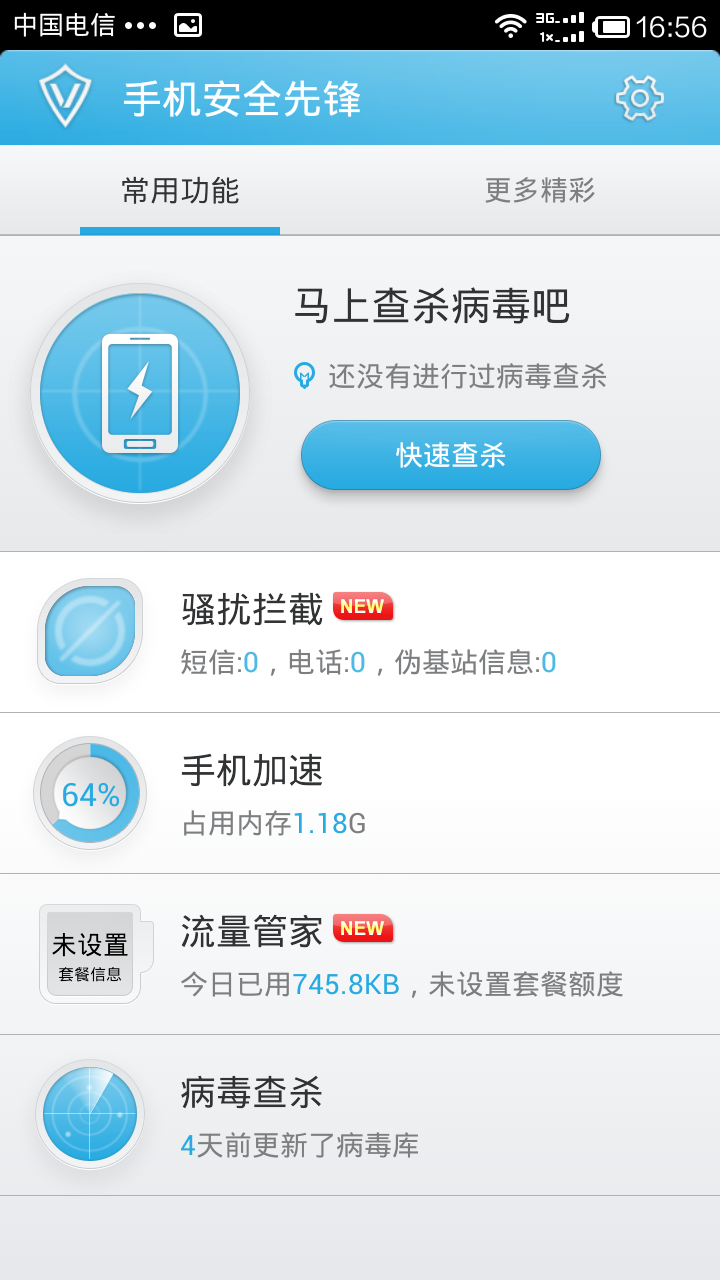 中国电信 ••• 3G 1× 16:56
手机安全先锋
常用功能 更多精彩
马上查杀病毒吧
还没有进行过病毒查杀
快速查杀
骚扰拦截 NEW
短信:0，电话:0，伪基站信息:0
手机加速
64%
占用内存1.18G
流量管家 NEW
未设置
套餐信息
今日已用745.8KB，未设置套餐额度
病毒查杀
4天前更新了病毒库